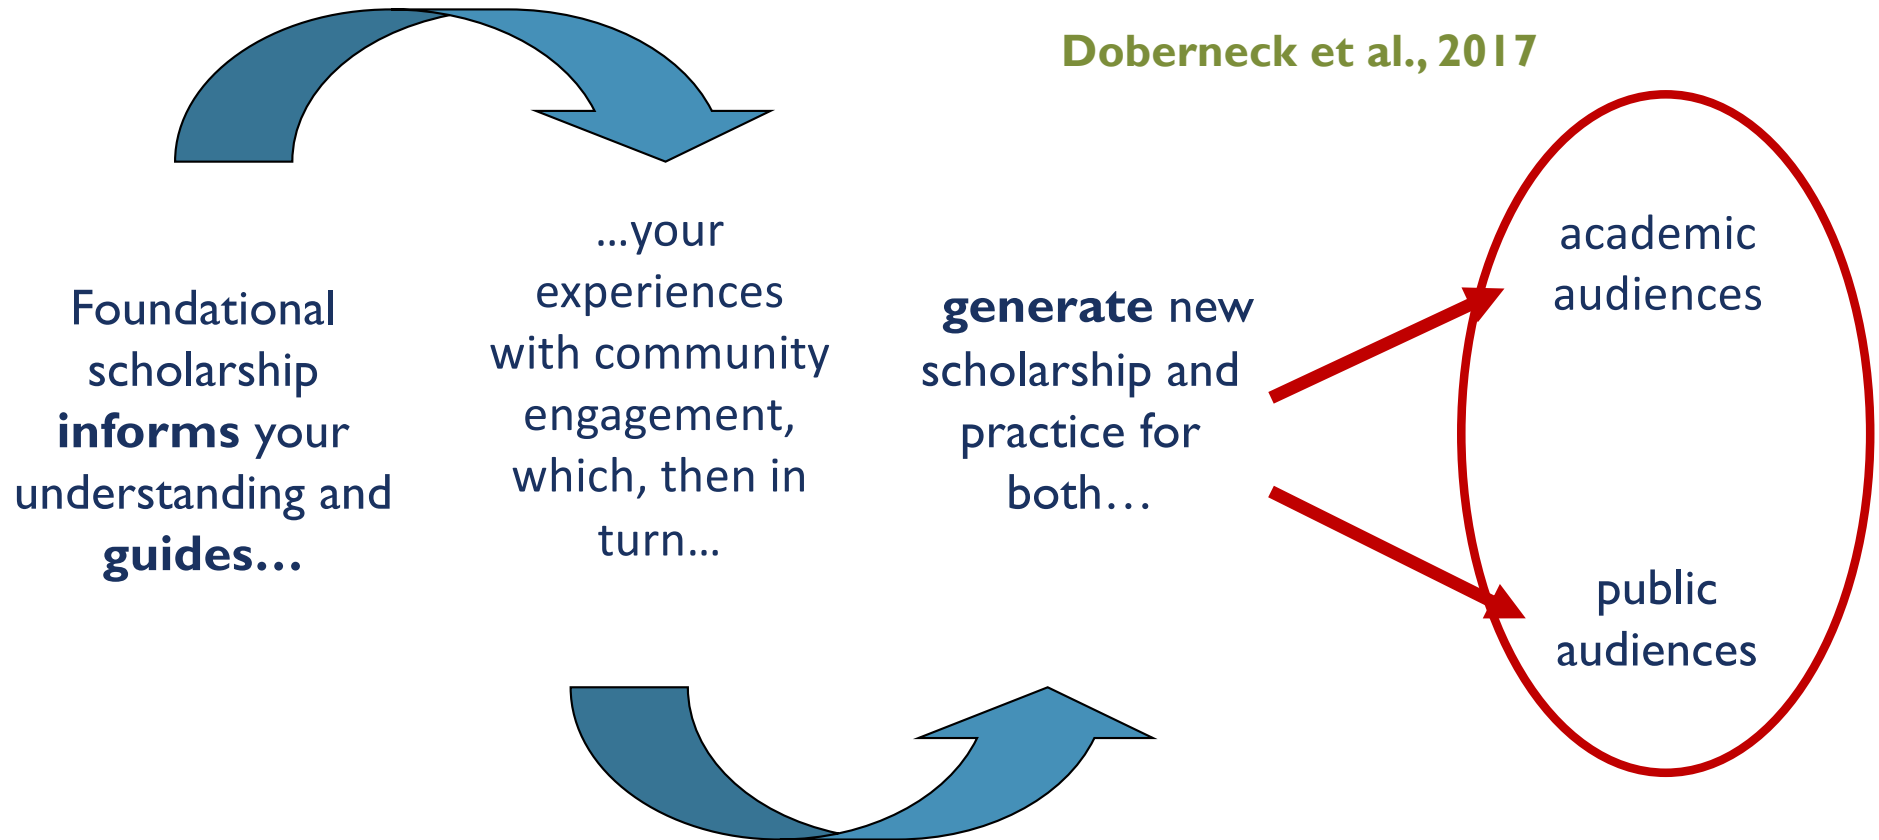 Doberneck et al., 2017
Foundational
scholarship
informs your
understanding and
guides…
…your
experiences
with community
engagement,
which, then in
turn…
generate new
scholarship and
practice for
both…
academic
audiences
public
audiences